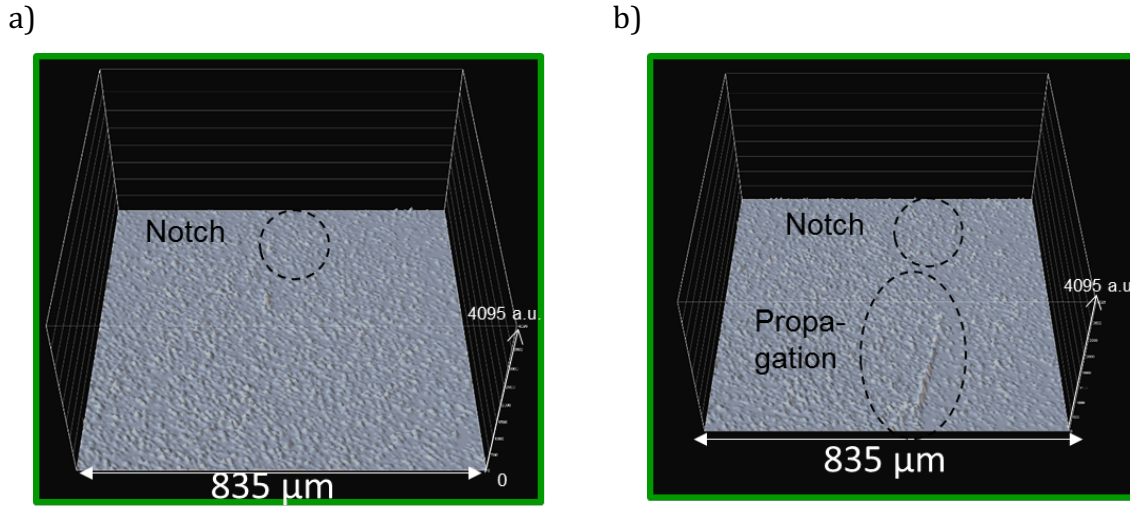 a)
Notch
4095 a.u.
835 µm
0
b)
Notch
4095 a.u
Propa-
gation
835 µm